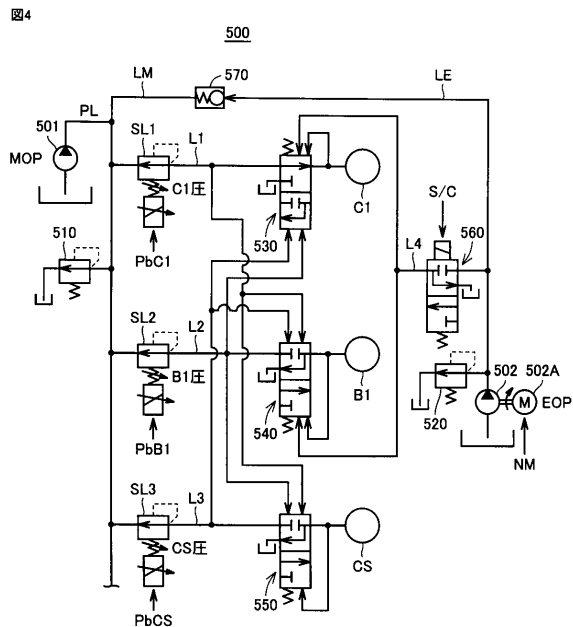 図4
500
LM
570
LE
PL
501
MOP
SL1
L1
C1圧
PbC1
530
C1
S/C
560
L4
510
SL2
L2
B1圧
PbB1
540
B1
520
502
502A
M
EOP
NM
SL3
L3
CS圧
PbCS
550
CS